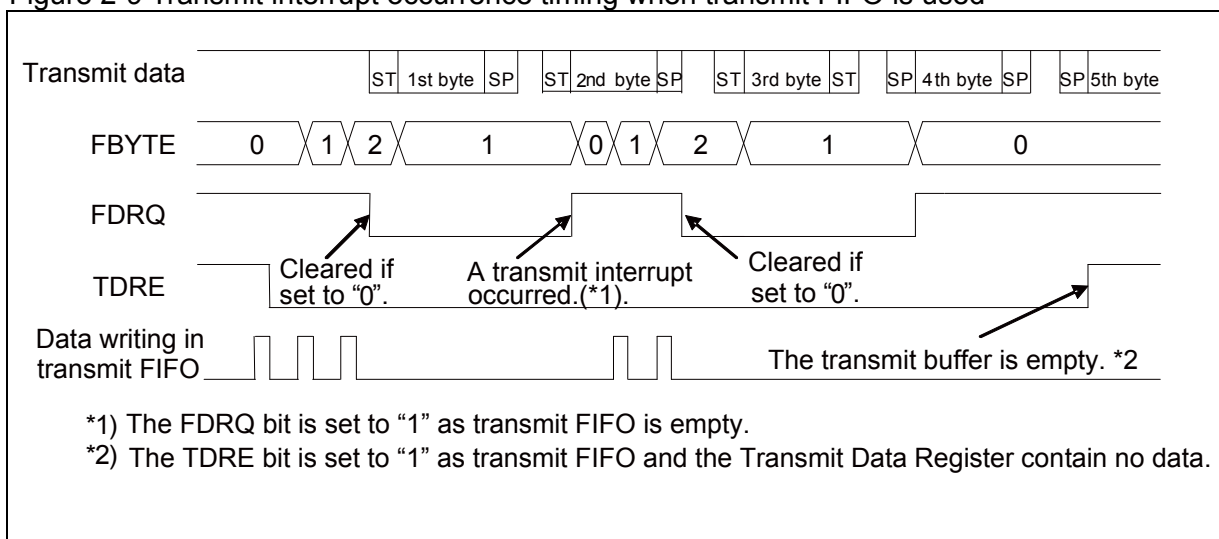 Figure 2-9 Transmit interrupt occurrence timing when transmit FIFO is used
Transmit data ST 1st byte SP ST 2nd byte SP ST 3rd byte ST SP 4th byte SP SP 5th byte
FBYTE 0 1 2 1 0 1 2 1 0
FDRQ
Cleared if
set to “0”.
A transmit interrupt
occurred.(*1).
Cleared if
set to “0”.
TDRE
Data writing in
transmit FIFO
The transmit buffer is empty. *2
*1) The FDRQ bit is set to “1” as transmit FIFO is empty.
*2) The TDRE bit is set to “1” as transmit FIFO and the Transmit Data Register contain no data.